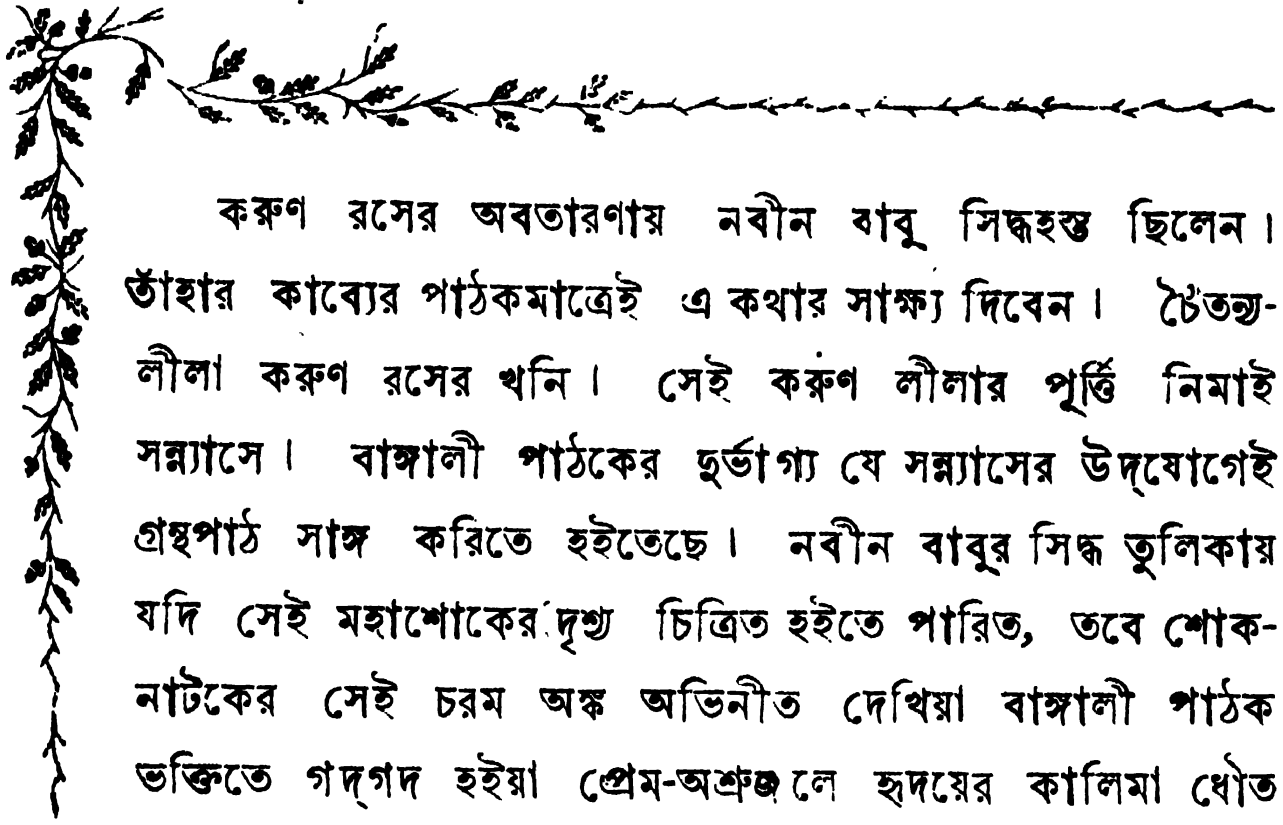 করুণ রসের অবতারণায় নবীন বাবু সিদ্ধহস্ত ছিলেন।
তাঁহার কাব্যের পাঠকমাত্রেই এ কথার সাক্ষ্য দিবেন। চৈতন্য-
লীলা করুণ রসের খনি। সেই করুণ লীলার পূর্ত্তি নিমাই
সন্ন্যাসে। বাঙ্গালী পাঠকের দুর্ভাগ্য যে সন্ন্যাসের উদ্‌যোগেই
গ্রন্থপাঠ সাঙ্গ করিতে হইতেছে। নবীন বাবুর সিদ্ধ তুলিকায়
যদি সেই মহাশোকের দৃশ্য চিত্রিত হইতে পারিত, তবে শোক-
নাটকের সেই চরম অঙ্ক অভিনীত দেখিয়া বাঙ্গালী পাঠক
ভক্তিতে গদ্‌গদ হইয়া প্রেম-অশ্রুজলে হৃদয়ের কালিমা ধৌত